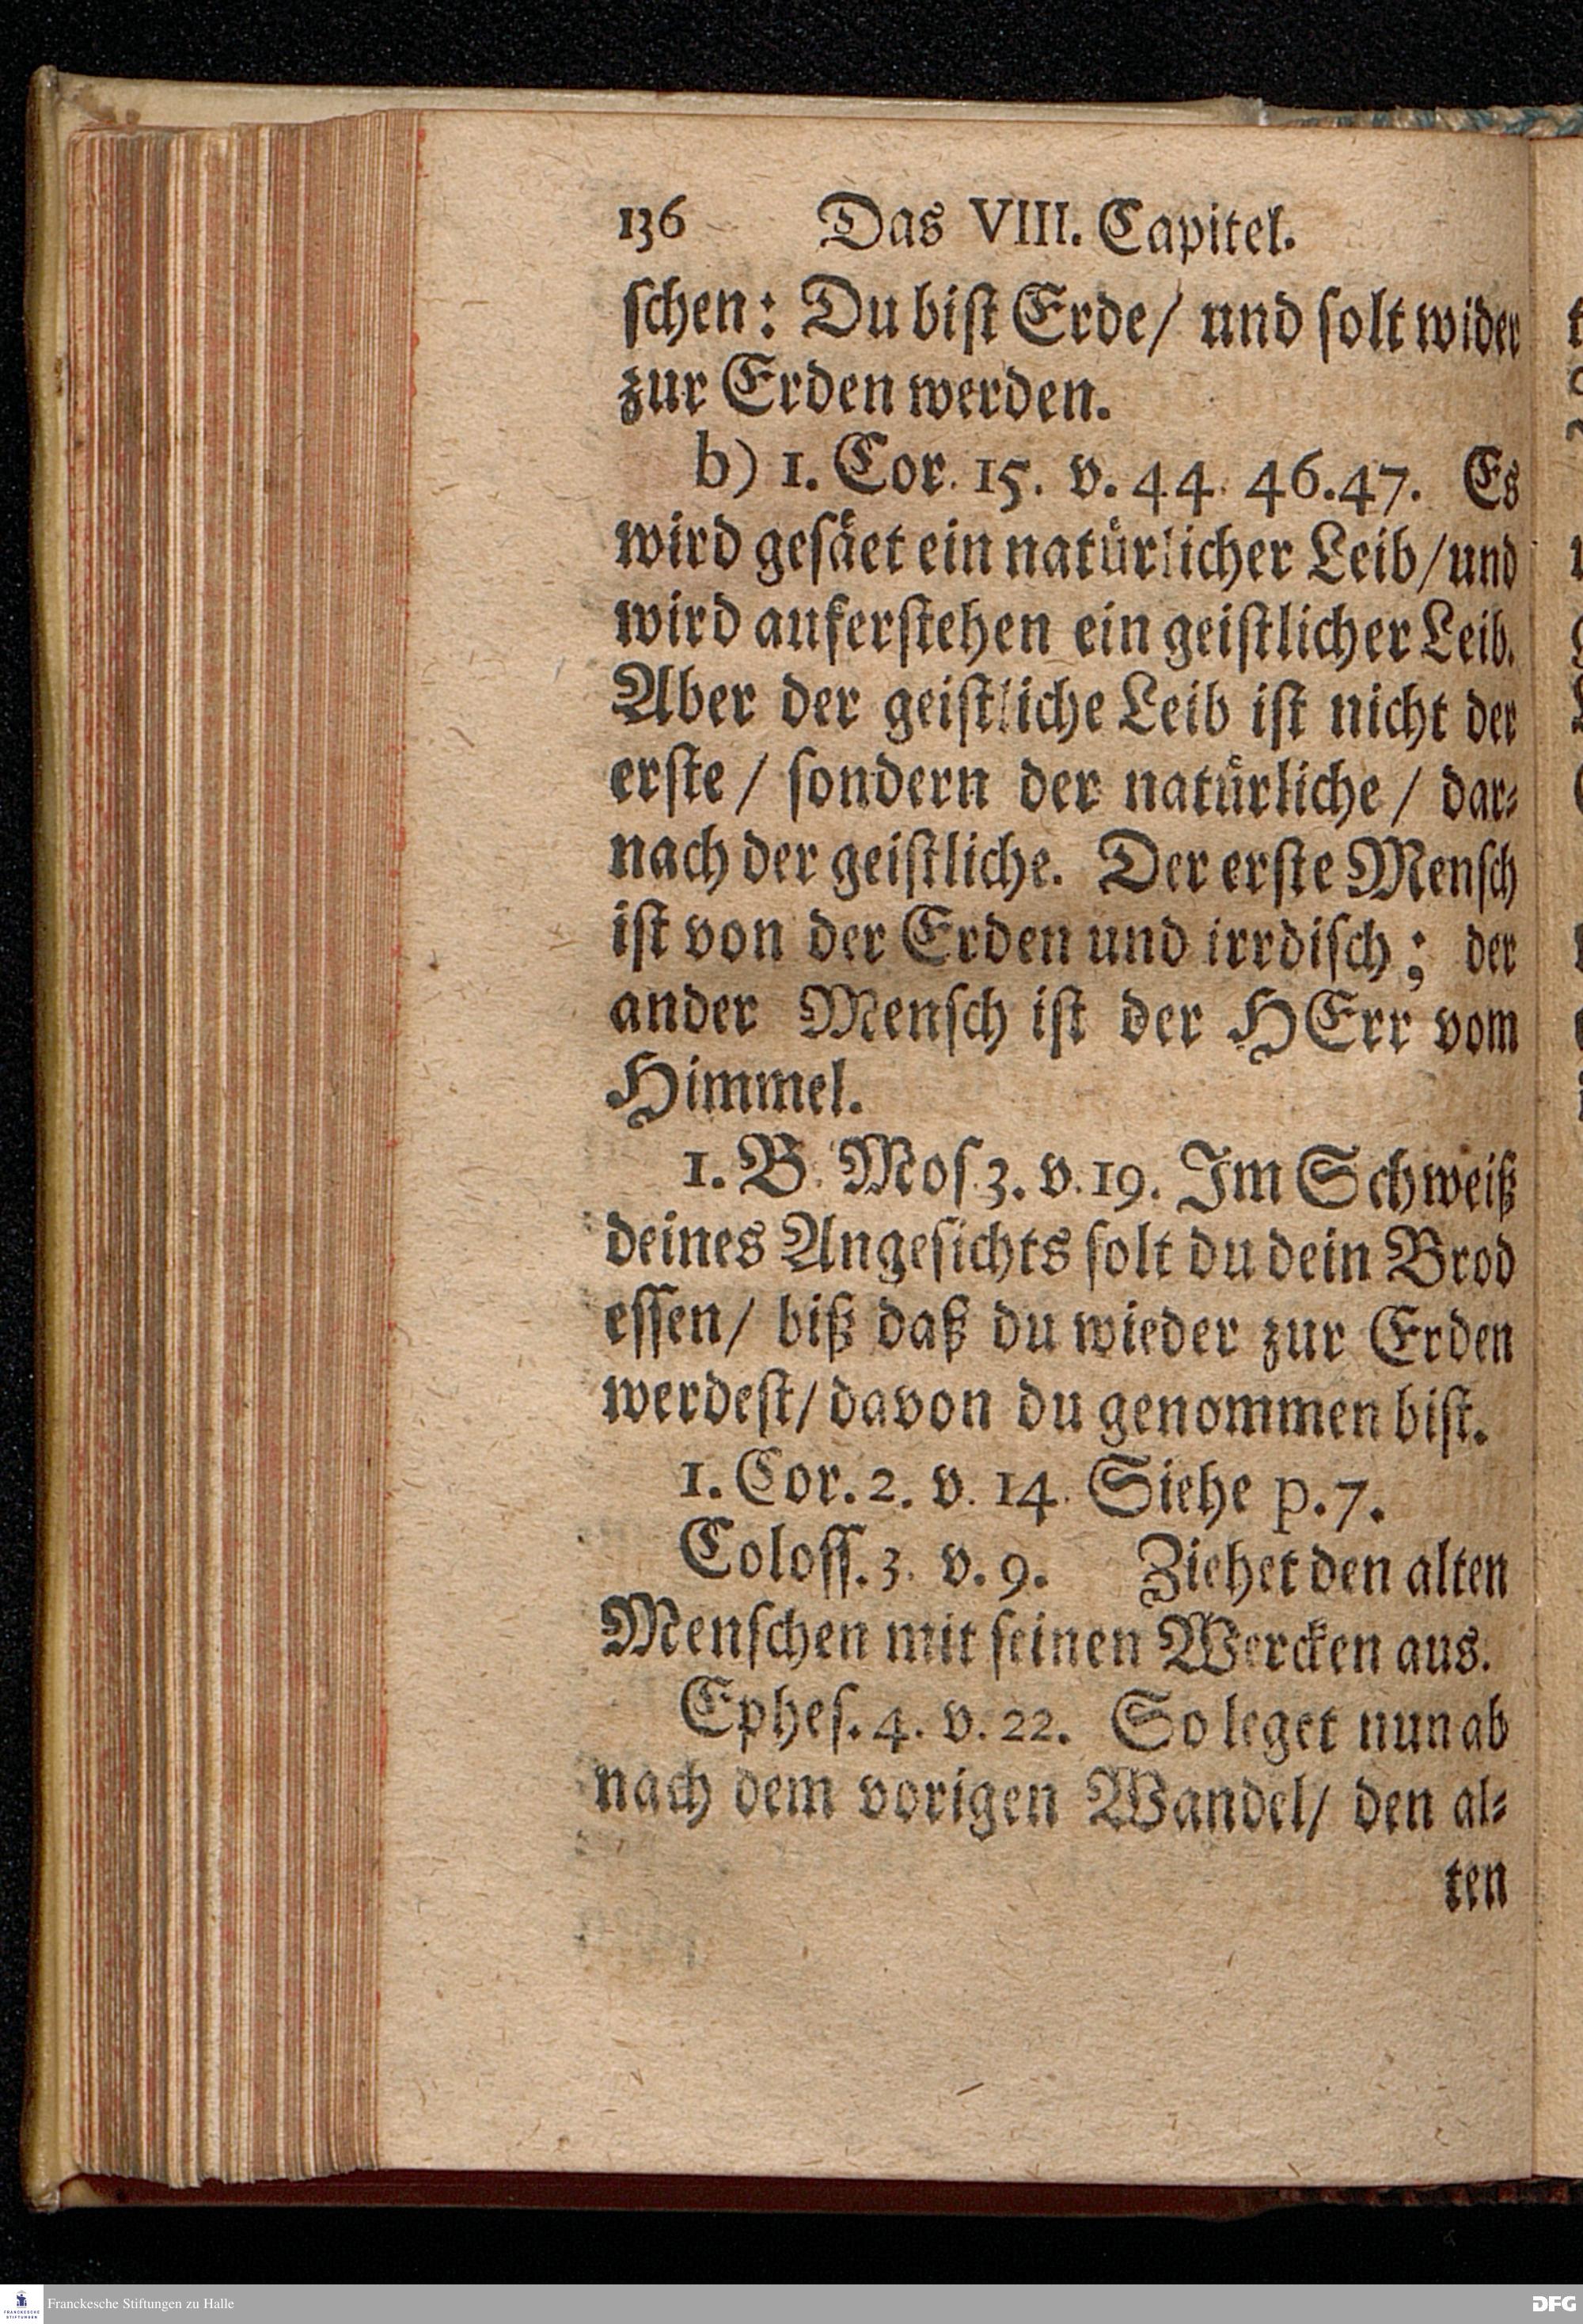 136 Das VIII. Capitel.
ſchen: Du biſt Erde/ und ſolt wider
zur Erden werden.
b) 1. Cor. 15. v. 44. 46. 47. Es
wird geſäet ein natürlicher Leib/ und
wird auferſtehen ein geiſtlicher Leib.
Aber der geiſtliche Leib iſt nicht der
erſte/ ſondern der natürliche/ dar⸗
nach der geiſtliche. Der erſte Menſch
iſt von der Erden und irrdiſch; der
ander Menſch iſt der HErr vom
Himmel.
1. B. Moſ. 3. v. 19. Im Schweiß
deines Angeſichts ſolt du dein Brod
eſſen/ biß daß du wieder zur Erden
werdeſt/ davon du genommen biſt.
1. Cor. 2. v. 14. Siehe p. 7.
Coloſſ. 3. v. 9. Ziehet den alten
Menſchen mit ſeinen Wercken aus.
Epheſ. 4. v. 22. So leget nun ab
nach dem vorigen Wandel/ den al⸗
ten
FRANCKESCHE STIFTUNGEN
Franckesche Stiftungen zu Halle
DFG